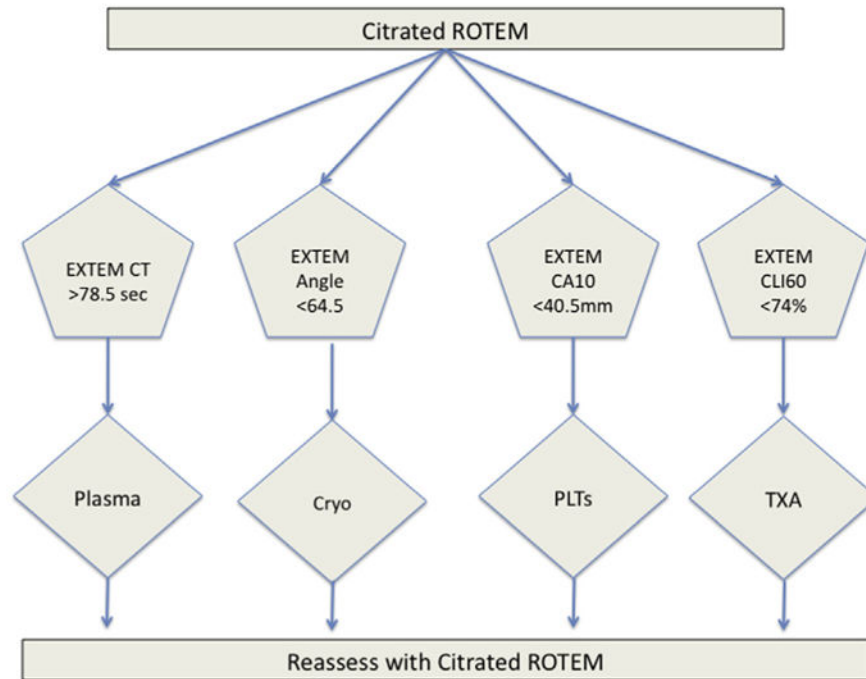 Citrated ROTEM
EXTEM CT
>78.5 sec
EXTEM
Angle
<64.5
EXTEM
CA10
<40.5mm
EXTEM
CLI60
<74%
Plasma
Cryo
PLTs
TXA
Reassess with Citrated ROTEM